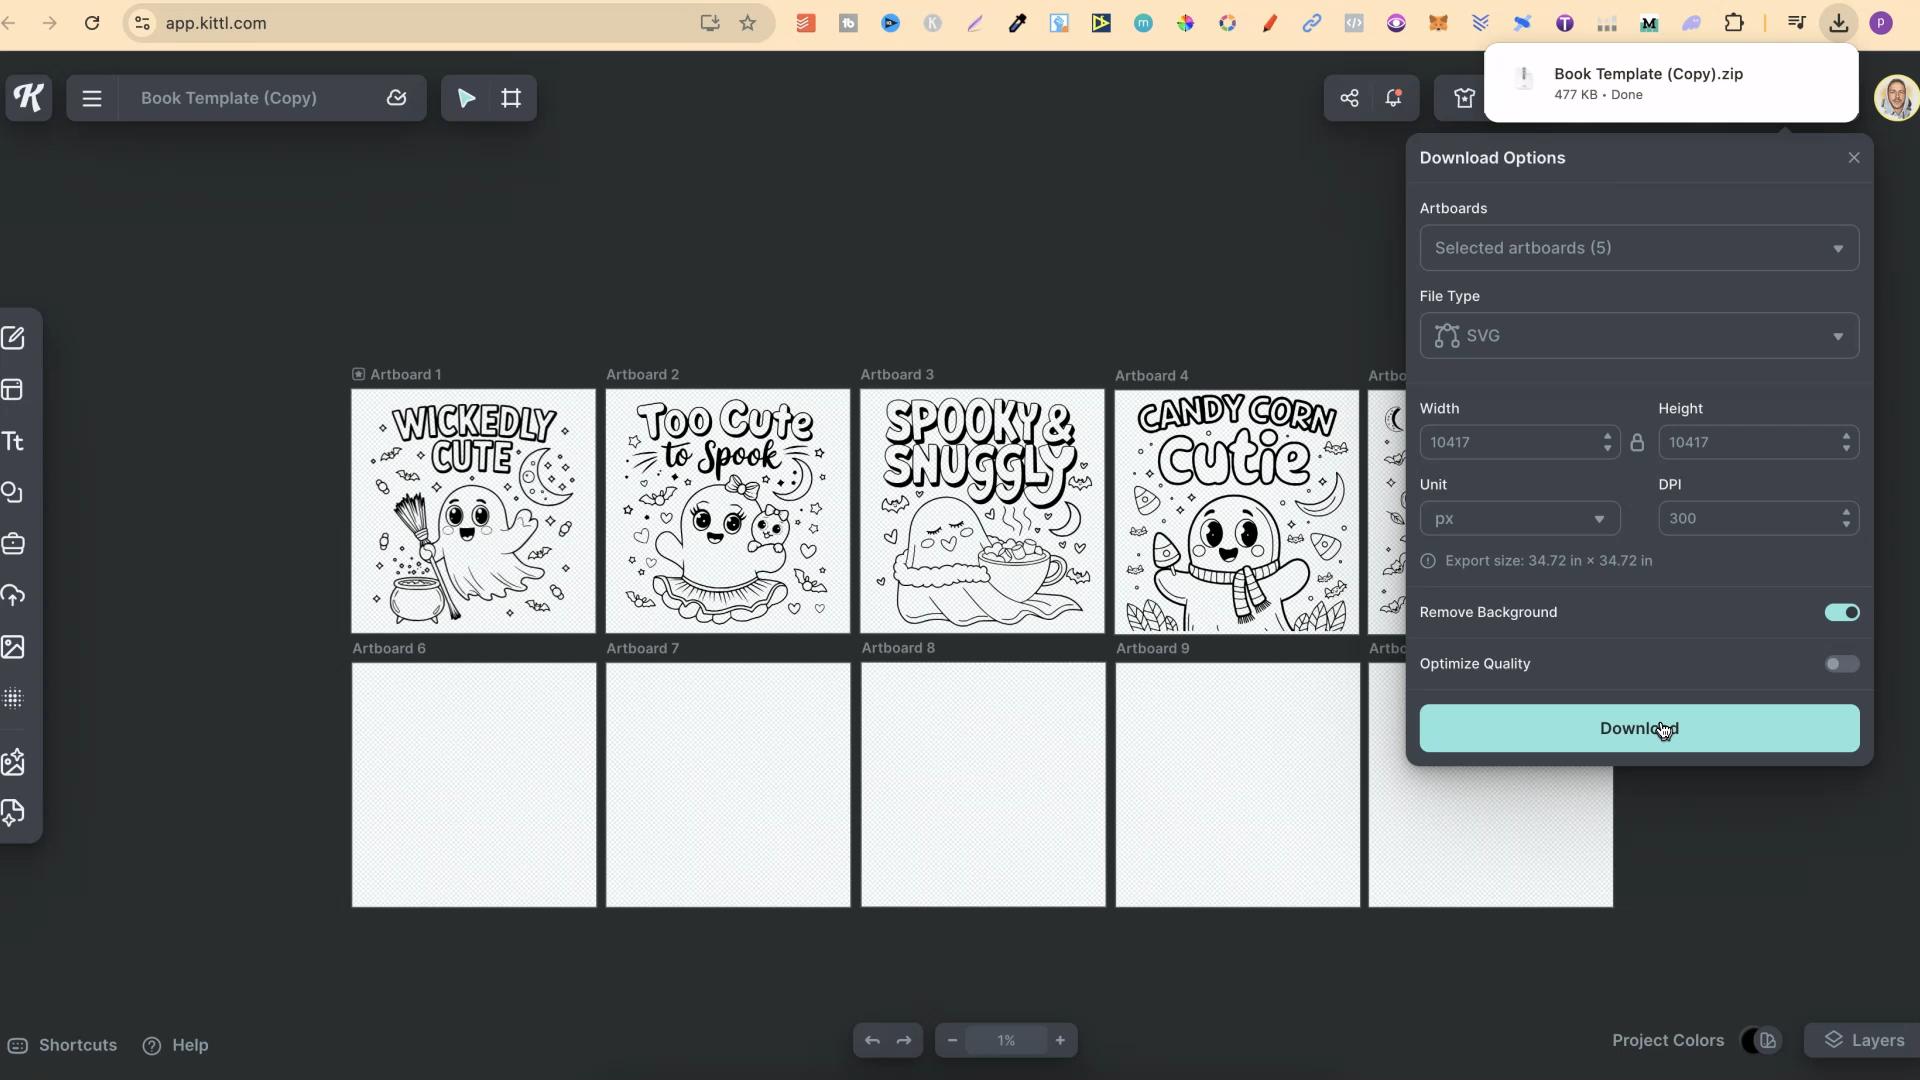 app.kittl.com
Book Template (Copy).zip
477 KB • Done
Book Template (Copy)
Download Options
Artboards
Selected artboards (5)
File Type
SVG
Width
Height
10417
10417
Unit
DPI
px
300
Export size: 34.72 in × 34.72 in
Remove Background
Optimize Quality
Download
Artboard 1
Artboard 2
Artboard 3
Artboard 4
Artbo
WICKEDLY
CUTE
Too Cute
to Spook
SPOOKY &
SNUGGLY
CANDY CORN
Cutie
Artboard 6
Artboard 7
Artboard 8
Artboard 9
Artbo
Shortcuts
Help
1%
Project Colors
Layers